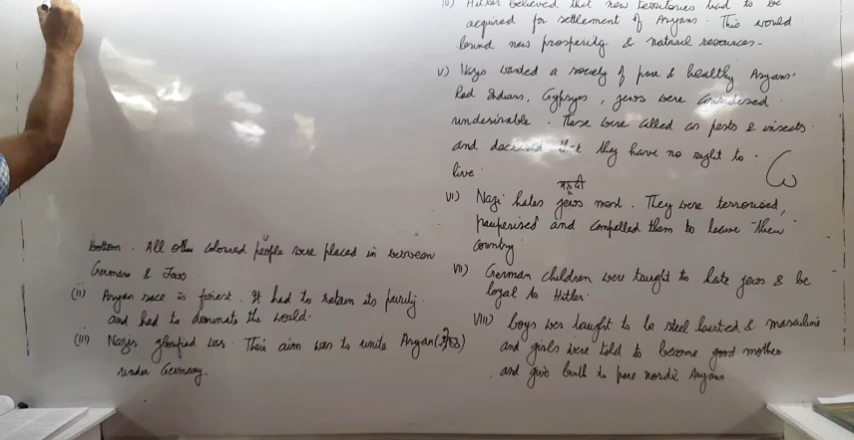 bottom. All other coloured people were placed in between
Germans & Jews.
(ii) Aryan race is finest. It had to retain its purity
and had to dominate the world.
(iii) Nazis glorified war. Their aim was to unite Aryan
under Germany.
iv) Hitler believed that new territories had to be
acquired for settlement of Aryans. This would
new prosperity & natural resources.
v) Nazis wanted a society of pure & healthy Aryans.
Red Indians, Gypsyes, jews were considered
undesirable. These were called as pests & insects
and declared that they have no right to
live.
यहूदी
vi) Nazi hates jews most. They were terrorised,
pauperised and compelled them to leave their
country
vii) German children were taught to hate jews & be
loyal to Hitler.
viii) boys were taught to be steel hearted & masculine
and girls were told to become good mother
and give birth to pure nordic Aryans